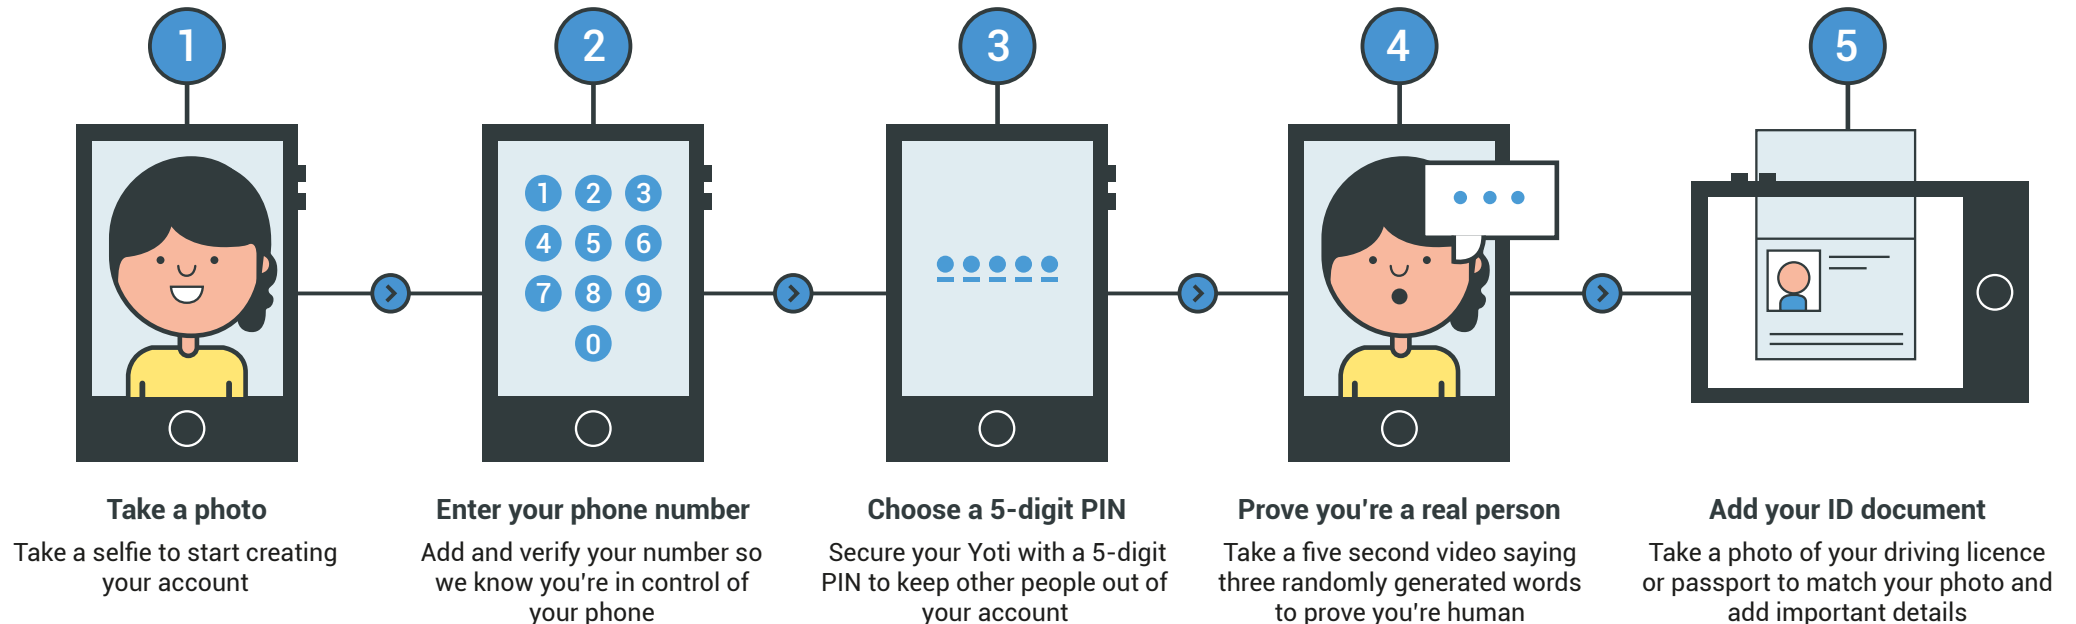 1
2
3
4
5
1 2 3
4 5 6
7 8 9
0
Take a photo
Take a selfie to start creating
your account
Enter your phone number
Add and verify your number so
we know you're in control of
your phone
Choose a 5-digit PIN
Secure your Yoti with a 5-digit
PIN to keep other people out of
your account
Prove you're a real person
Take a five second video saying
three randomly generated words
to prove you're human
Add your ID document
Take a photo of your driving licence
or passport to match your photo and
add important details